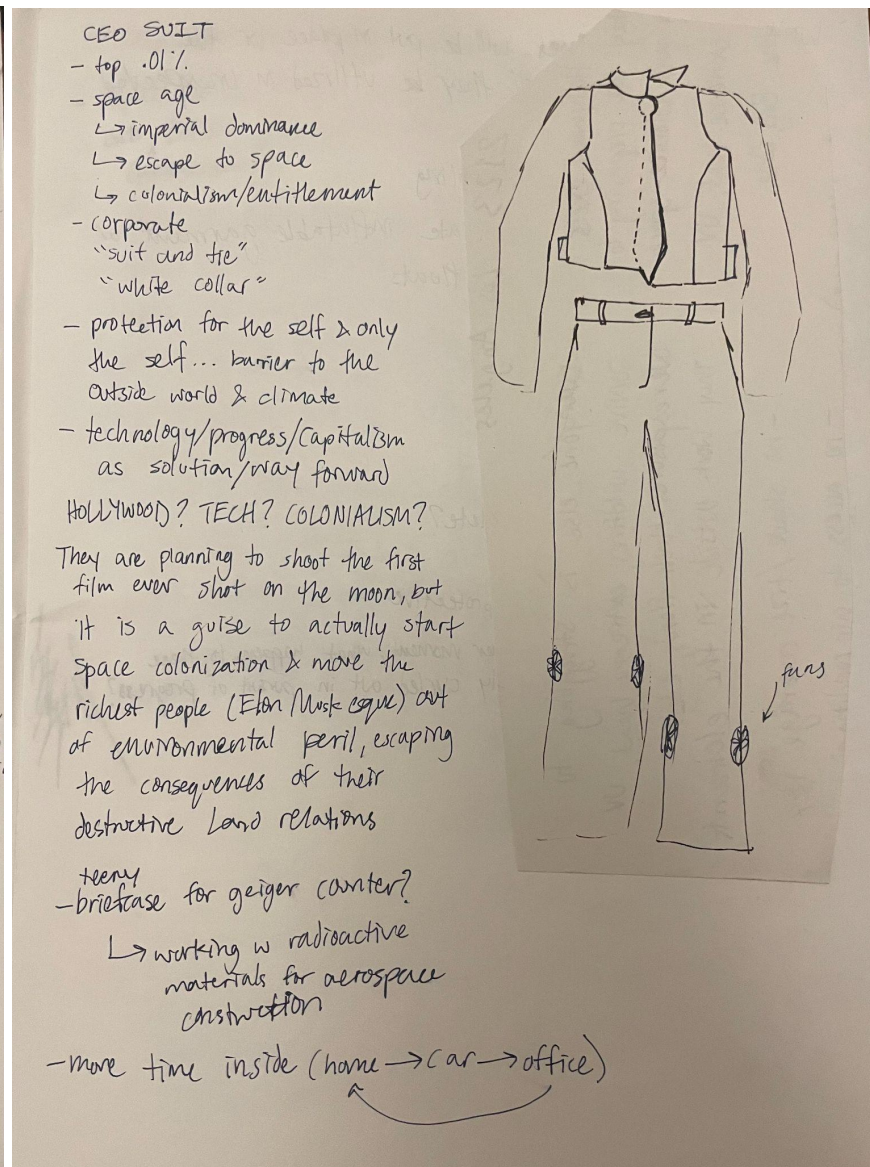 CEO SUIT
- top .01%
- space age
↳ imperial dominance
↳ escape to space
↳ colonialism/entitlement
- corporate
"suit and tie"
"white collar"
- protection for the self & only
the self... barrier to the
outside world & climate
- technology/progress/capitalism
as solution/way forward
HOLLYWOOD? TECH? COLONIALISM?
They are planning to shoot the first
film ever shot on the moon, but
it is a guise to actually start
space colonization & move the
richest people (Elon Musk esque) out
of environmental peril, escaping
the consequences of their
destructive Land relations
fans
teeny
- briefcase for geiger counter?
↳ working w radioactive
materials for aerospace
construction
- more time inside (home → car → office)